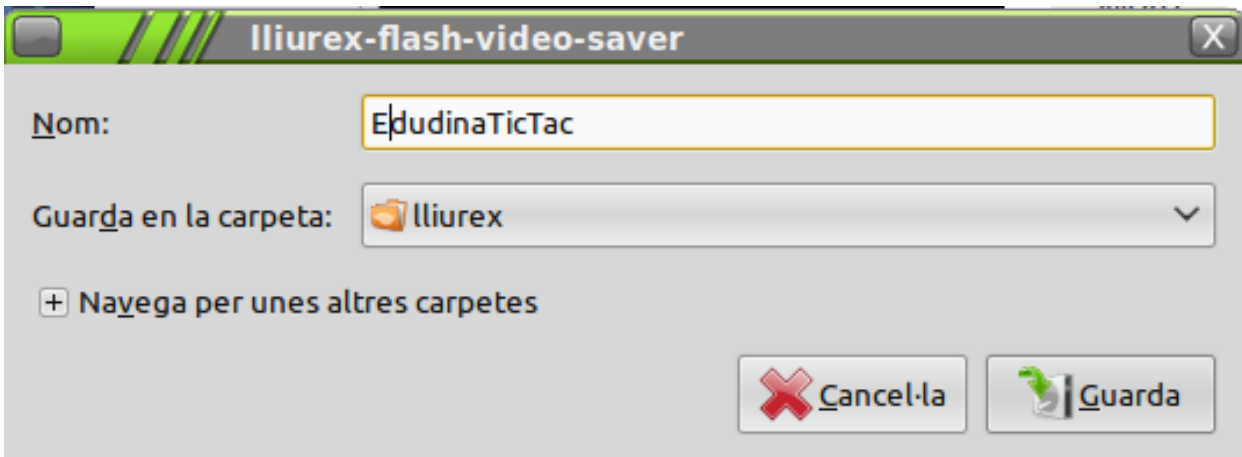 lliurex-flash-video-saver
X
Nom: EdudinaTicTac
Guarda en la carpeta: lliurex
Navega per unes altres carpetes
Cancel·la Guarda